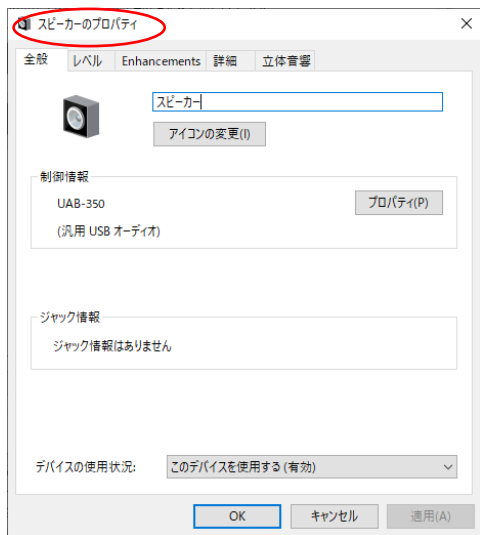 スピーカーのプロパティ
全般 レベル Enhancements 詳細 立体音響
スピーカー
アイコンの変更(I)
制御情報
UAB-350 プロパティ(P)
(汎用 USB オーディオ)
ジャック情報
ジャック情報はありません
デバイスの使用状況: このデバイスを使用する (有効)
OK キャンセル 適用(A)